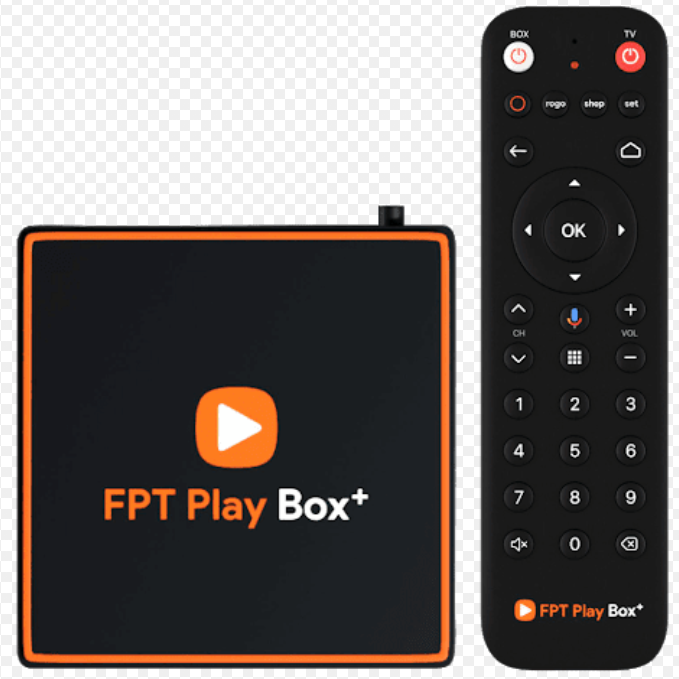 FPT Play Box+
BOX TV
rogo shop set
OK
CH VOL
1 2 3
4 5 6
7 8 9
0
FPT Play Box+